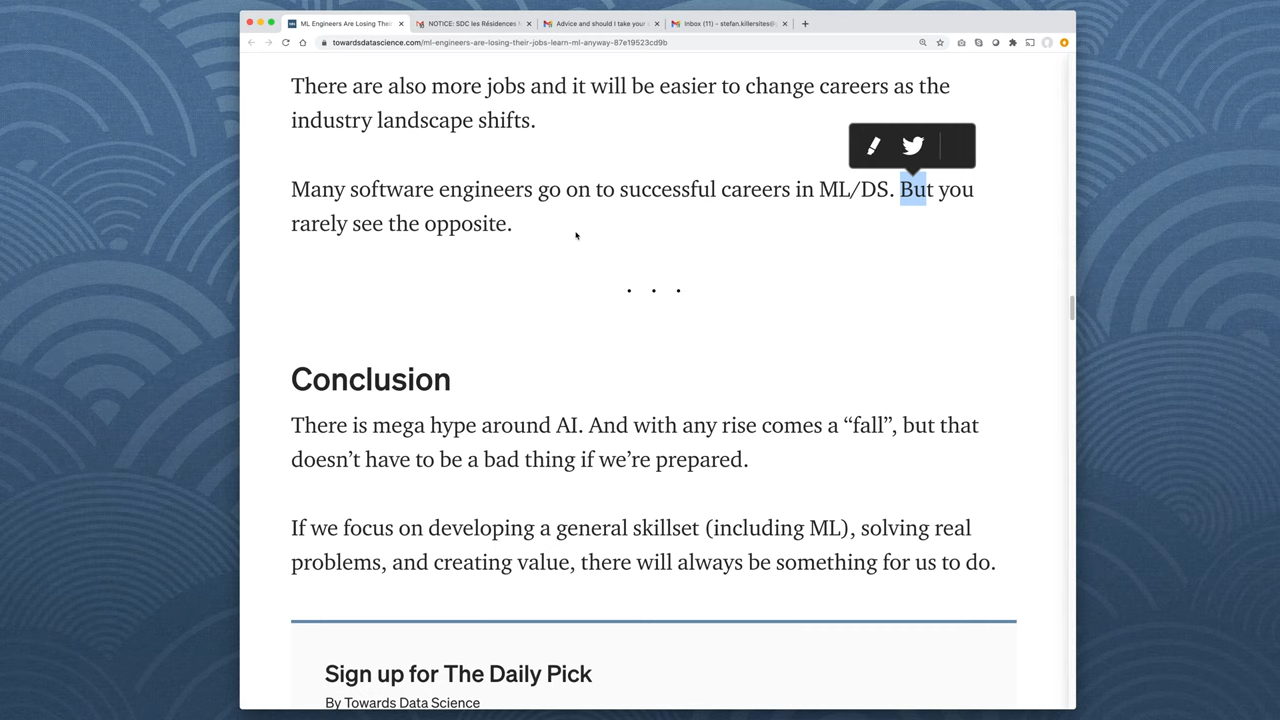 ML Engineers Are Losing Thei
NOTICE: SDC les Résidences
Advice and should I take your
Inbox (11) - stefan.killersites@
towardsdatascience.com/ml-engineers-are-losing-their-jobs-learn-ml-anyway-87e19523cd9b
There are also more jobs and it will be easier to change careers as the
industry landscape shifts.
Many software engineers go on to successful careers in ML/DS. But you
rarely see the opposite.
. . .
Conclusion
There is mega hype around AI. And with any rise comes a “fall”, but that
doesn’t have to be a bad thing if we’re prepared.
If we focus on developing a general skillset (including ML), solving real
problems, and creating value, there will always be something for us to do.
Sign up for The Daily Pick
By Towards Data Science